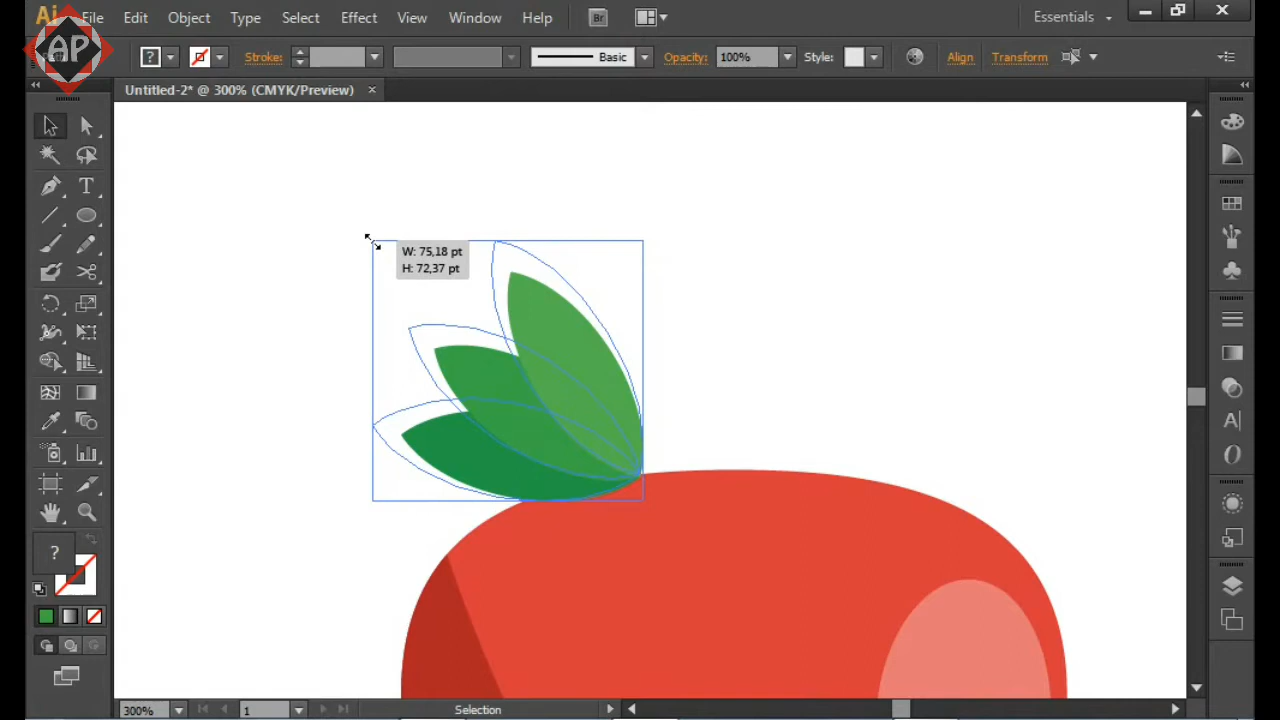 Ai File Edit Object Type Select Effect View Window Help Br Essentials
AP
? Stroke: Basic Opacity: 100% Style: Align Transform
Untitled-2* @ 300% (CMYK/Preview) ×
T
W: 75,18 pt
H: 72,37 pt
A
O
?
300% 1 Selection